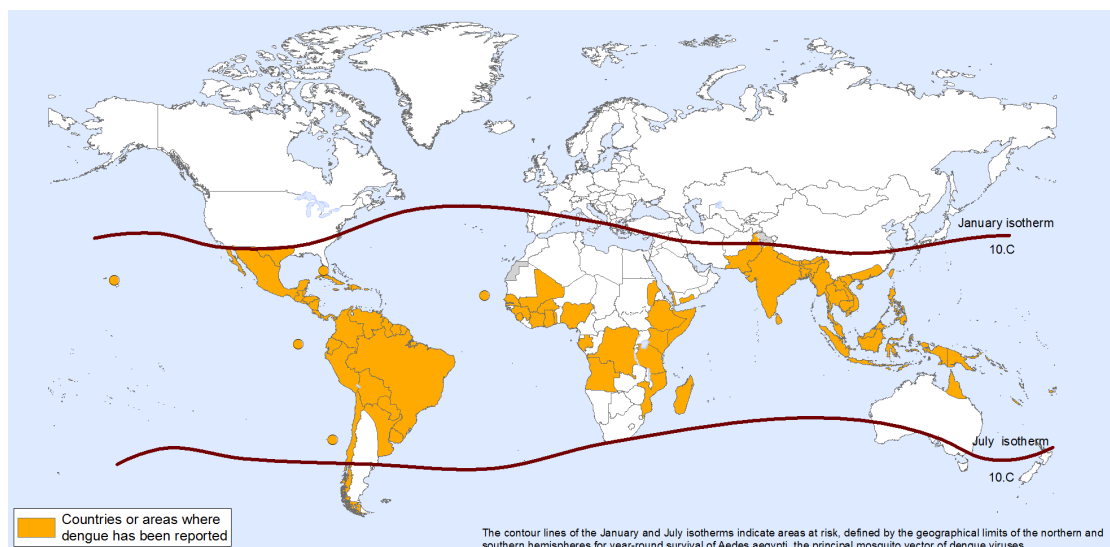 January isotherm
10.C
July isotherm
10.C
Countries or areas where
dengue has been reported
The contour lines of the January and July isotherms indicate areas at risk, defined by the geographical limits of the northern and
southern hemispheres for year-round survival of Aedes aegypti, the principal mosquito vector of dengue viruses